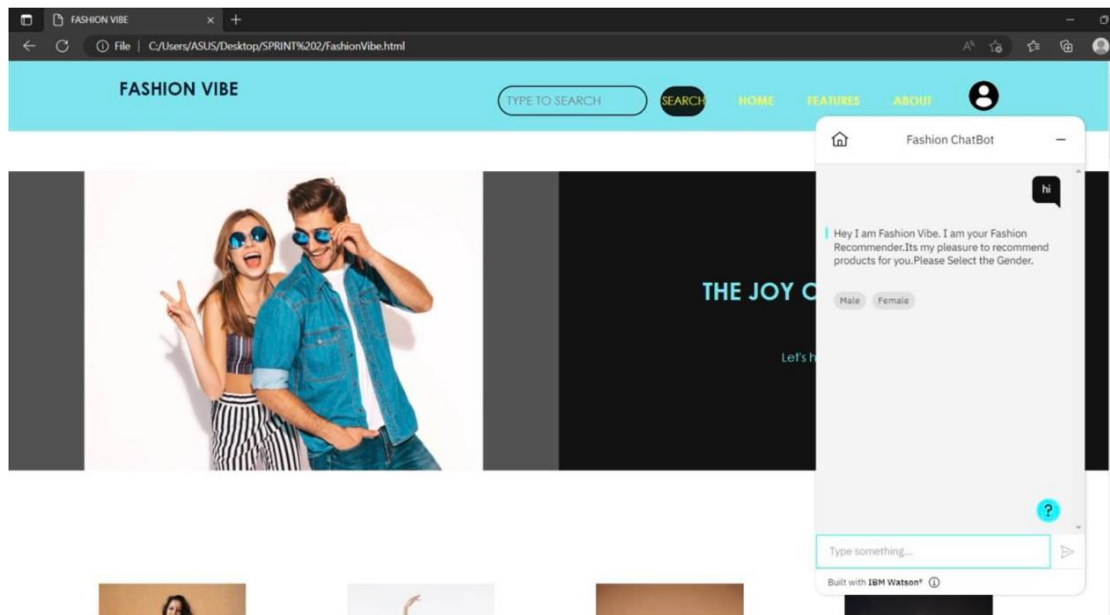 FASHION VIBE
File | C:/Users/ASUS/Desktop/SPRINT%202/FashionVibe.html
FASHION VIBE
TYPE TO SEARCH SEARCH HOME FEATURES ABOUT
Fashion ChatBot
hi
Hey I am Fashion Vibe. I am your Fashion
Recommender.Its my pleasure to recommend
products for you.Please Select the Gender.
Male Female
THE JOY
Let's
?
Type something...
Built with IBM Watson®